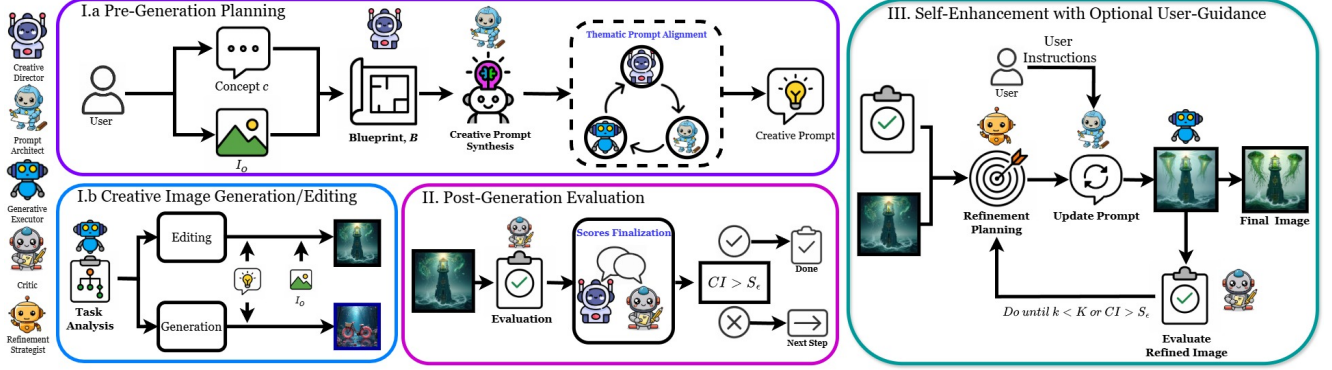 Creative
Director
Prompt
Architect
Generative
Executor
Critic
Refinement
Strategist
I.a Pre-Generation Planning
User
Concept c
I_o
Blueprint, B
Creative Prompt
Synthesis
Thematic Prompt Alignment
Creative Prompt
I.b Creative Image Generation/Editing
Task
Analysis
Editing
Generation
I_o
II. Post-Generation Evaluation
Evaluation
Scores Finalization
CI > S_ϵ
Done
Next Step
III. Self-Enhancement with Optional User-Guidance
User
User
Instructions
Refinement
Planning
Update Prompt
Final Image
Do until k < K or CI > S_ϵ
Evaluate
Refined Image